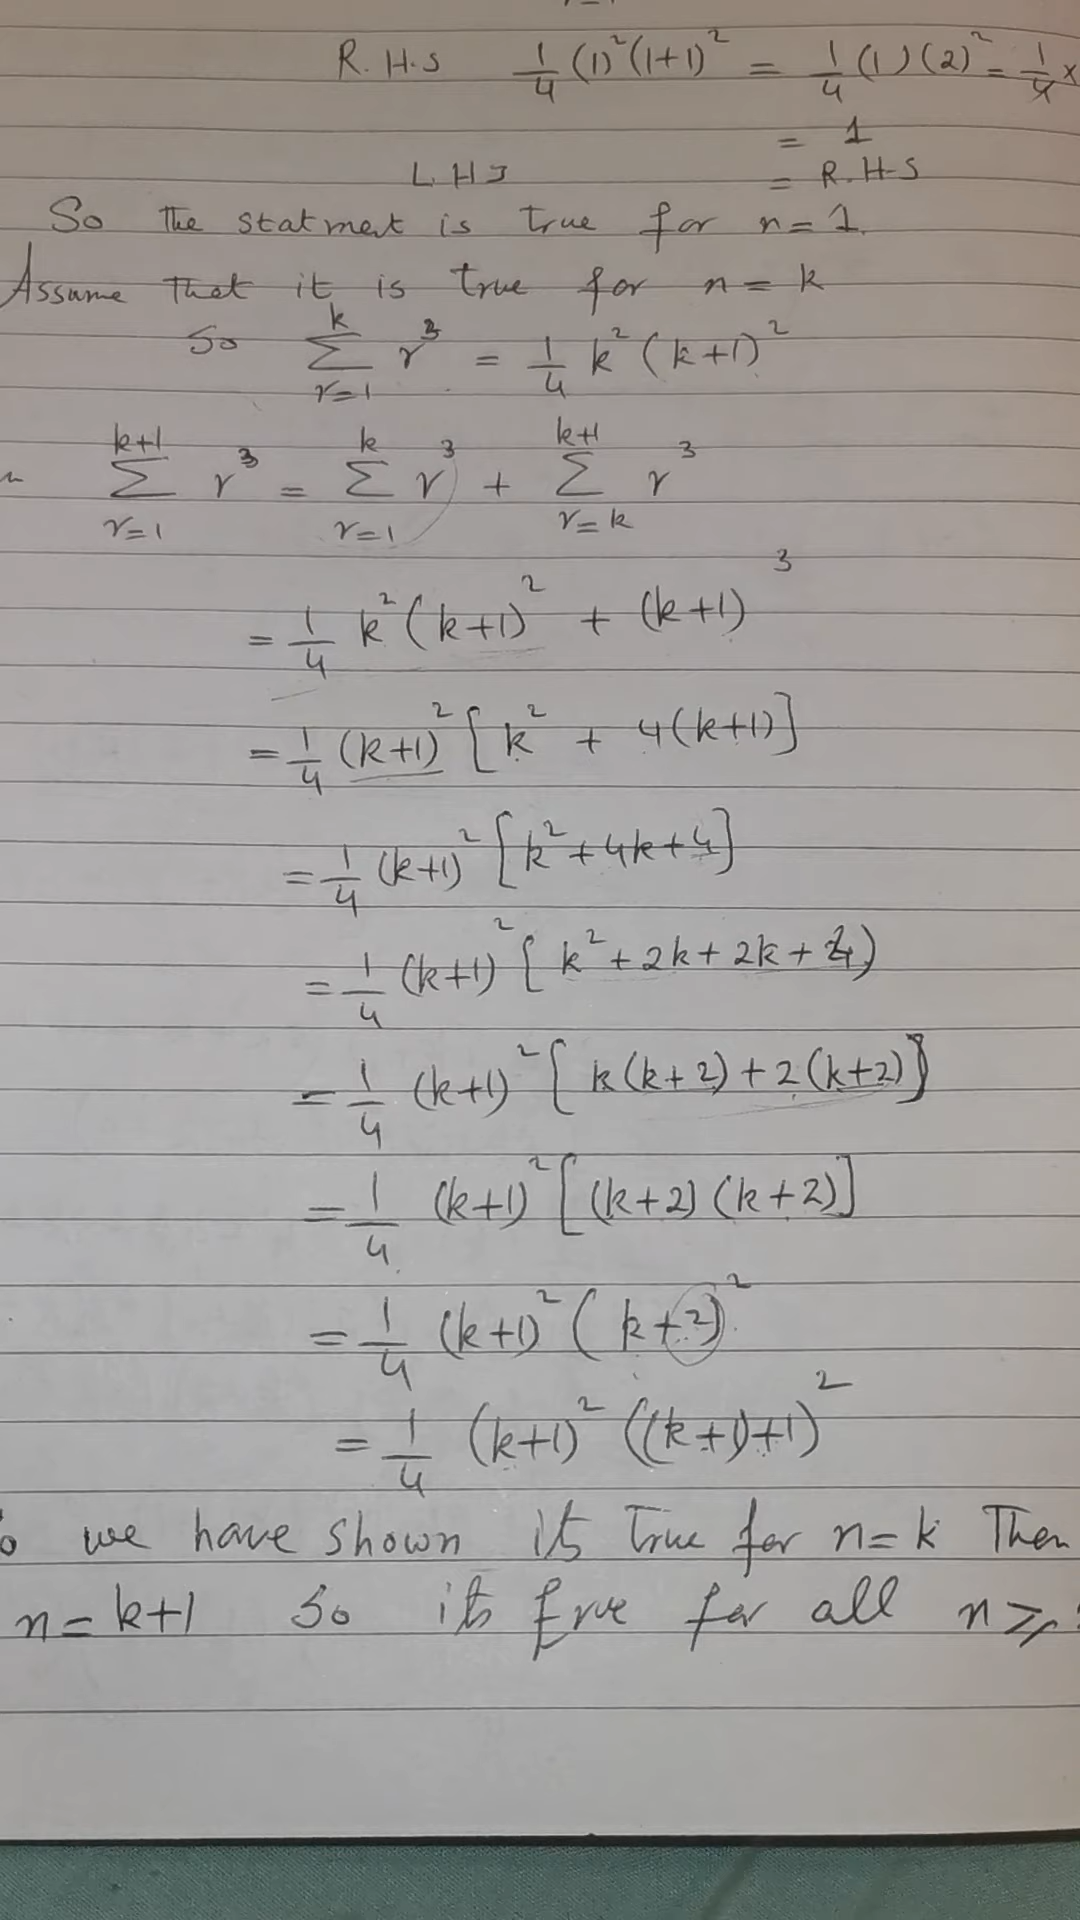 R.H.S 1/4 (1)²(1+1)² = 1/4 (1)(2)² = 1/4 ×
= 1
L.H.S = R.H-S
So the statment is true for n=1.
Assume that it is true for n = k
So ∑_{r=1}^{k} r³ = 1/4 k² (k+1)²
∑_{r=1}^{k+1} r³ = ∑_{r=1}^{k} r³ + ∑_{r=k}^{k+1} r³
= 1/4 k² (k+1)² + (k+1)³
= 1/4 (k+1)² [k² + 4(k+1)]
= 1/4 (k+1)² [k²+4k+4]
= 1/4 (k+1)² [k²+2k+2k+4)
= 1/4 (k+1)² [k(k+2)+2(k+2)]
= 1/4 (k+1)² [(k+2)(k+2)]
= 1/4 (k+1)² (k+2)²
= 1/4 (k+1)² ((k+1)+1)²
we have shown its True for n=k Then
n=k+1 So its true for all n ≥